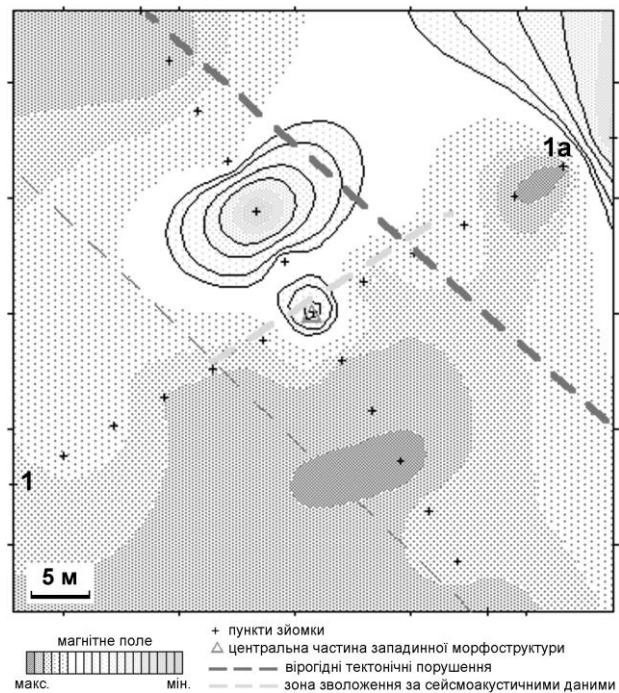 1а
1
5 м
магнітне поле
макс.
мін.
пункти зйомки
центральна частина западинної морфоструктури
вірогідні тектонічні порушення
зона зволоження за сейсмоакустичними даними